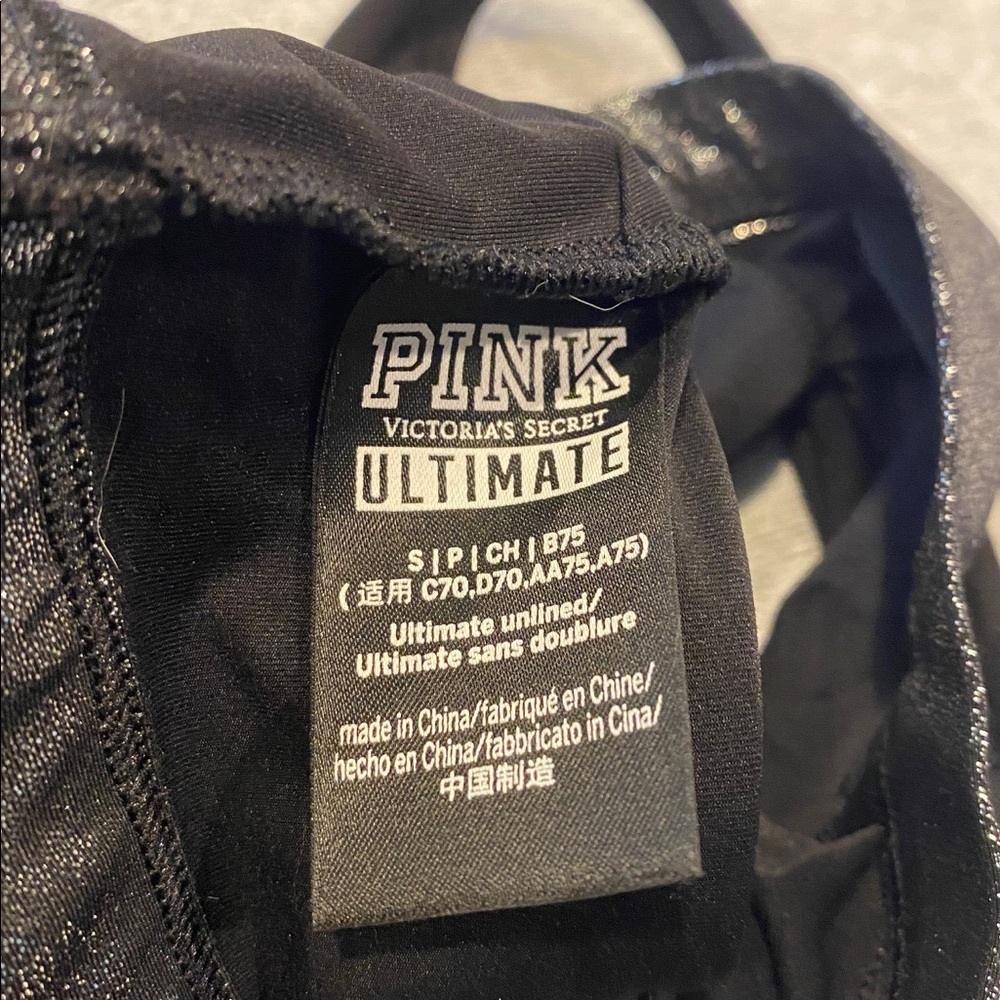 PINK
VICTORIA'S SECRET
ULTIMATE
S | P | CH | B75
(适用 C70,D70,AA75,A75)
Ultimate unlined/
Ultimate sans doublure
made in China/fabriqué en Chine/
hecho en China/fabbricato in Cina/
中国制造